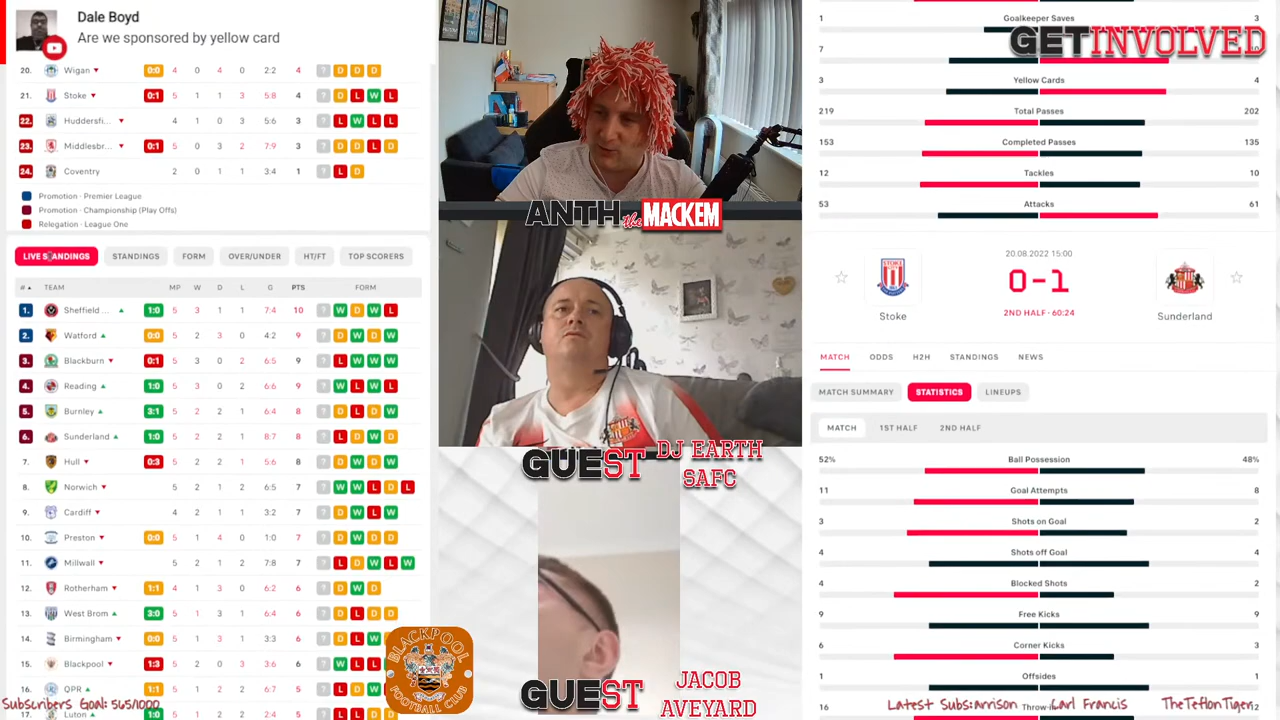 Dale Boyd
Are we sponsored by yellow card
20. Wigan 0:0 4 0 4 0 2:2 4 ? D D D
21. Stoke 0:1 5 1 1 3 5:8 4 ? D L W L
22. Huddersfi... 4 1 0 3 5:6 3 ? L W L L
23. Middlesbr... 0:1 5 0 3 2 7:9 3 ? D D L D
24. Coventry 2 0 1 1 3:4 1 ? L D
Promotion - Premier League
Promotion - Championship (Play Offs)
Relegation - League One
LIVE STANDINGS STANDINGS FORM OVER/UNDER HT/FT TOP SCORERS
# TEAM MP W D L G PTS FORM
1. Sheffield ... 1:0 5 3 1 1 7:4 10 ? W D W L
2. Watford 0:0 5 2 3 0 4:2 9 ? W D W
3. Blackburn 0:1 5 3 0 2 6:5 9 ? L W W W
4. Reading 1:0 5 3 0 2 6:6 9 ? W L W L
5. Burnley 3:1 5 2 2 1 6:4 8 ? D L D W
6. Sunderland 1:0 5 2 2 1 8:7 8 ? L D W D
7. Hull 0:3 5 2 2 1 5:6 8 ? D W D W
Norwich 5 2 1 2 6:5 7 ? W W L D L
9. Cardiff 4 2 1 1 3:2 7 ? D W L W
10. Preston 0:0 5 1 4 0 1:0 7 ? D W D D
11. Millwall 5 2 1 2 7:8 7 ? L D W L W
12. Rotherham 1:1 4 1 3 0 6:2 6 ? D W D
13. West Brom 3:0 5 1 3 1 6:4 6 ? D L D D
14. Birmingham 0:0 5 1 3 1 3:3 6 ? L D W
15. Blackpool 1:3 5 2 0 3 3:6 6 ? W L L
16. QPR 1:1 5 1 2 2 6:7 5 ? L D W
17. Luton 1:0
Subscribers Goal: 565/1000
BLACKPOOL
FOOTBALL CLUB
ANTH the MACKEM
GUEST DJ EARTH
SAFC
GUEST JACOB
AVEYARD
GETINVOLVED
1 Goalkeeper Saves 3
7
3 Yellow Cards 4
219 Total Passes 202
153 Completed Passes 135
12 Tackles 10
53 Attacks 61
20.08.2022 15:00
0-1
2ND HALF - 60:24
Stoke
Sunderland
MATCH ODDS H2H STANDINGS NEWS
MATCH SUMMARY STATISTICS LINEUPS
MATCH 1ST HALF 2ND HALF
52% Ball Possession 48%
11 Goal Attempts 8
3 Shots on Goal 2
4 Shots off Goal 4
4 Blocked Shots 2
9 Free Kicks 9
6 Corner Kicks 3
1 Offsides 1
16 Throw-in
Latest Subs: arrison Carl Francis TheTeflonTiger